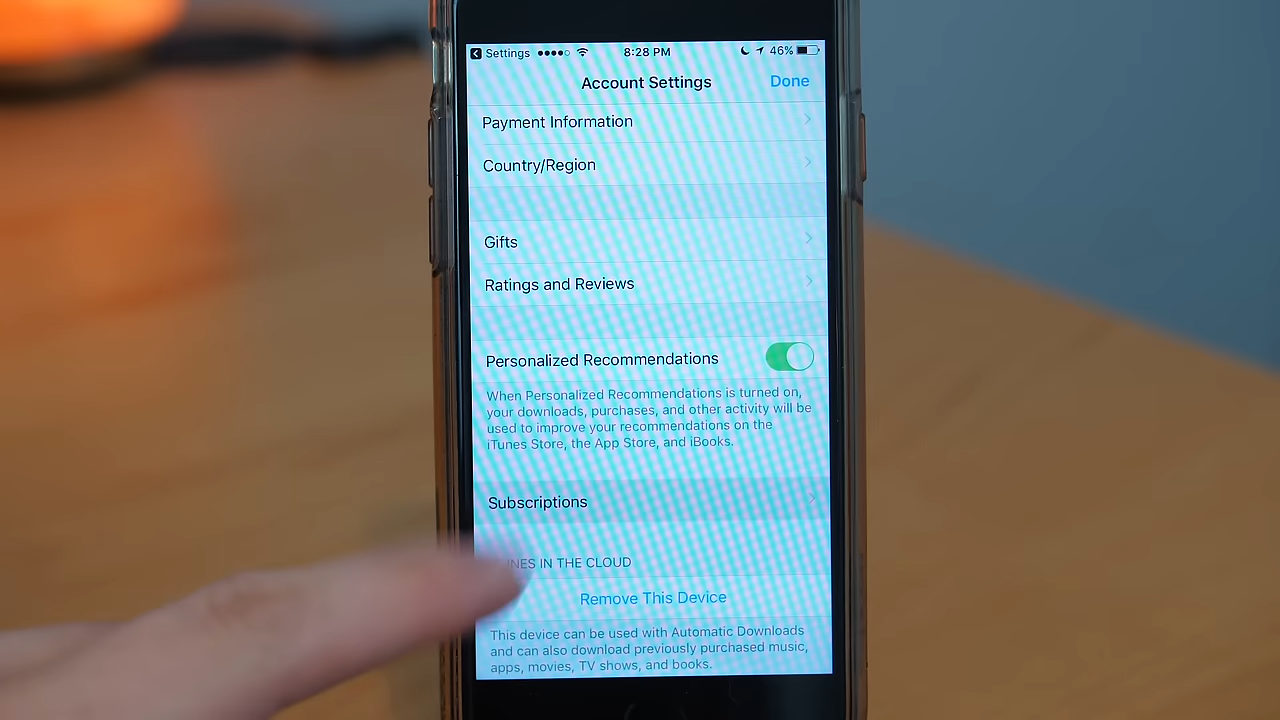 Settings 8:28 PM 46%
Account Settings Done
Payment Information
Country/Region
Gifts
Ratings and Reviews
Personalized Recommendations
When Personalized Recommendations is turned on,
your downloads, purchases, and other activity will be
used to improve your recommendations on the
iTunes Store, the App Store, and iBooks.
Subscriptions
IN THE CLOUD
Remove This Device
This device can be used with Automatic Downloads
and can also download previously purchased music,
apps, movies, TV shows, and books.